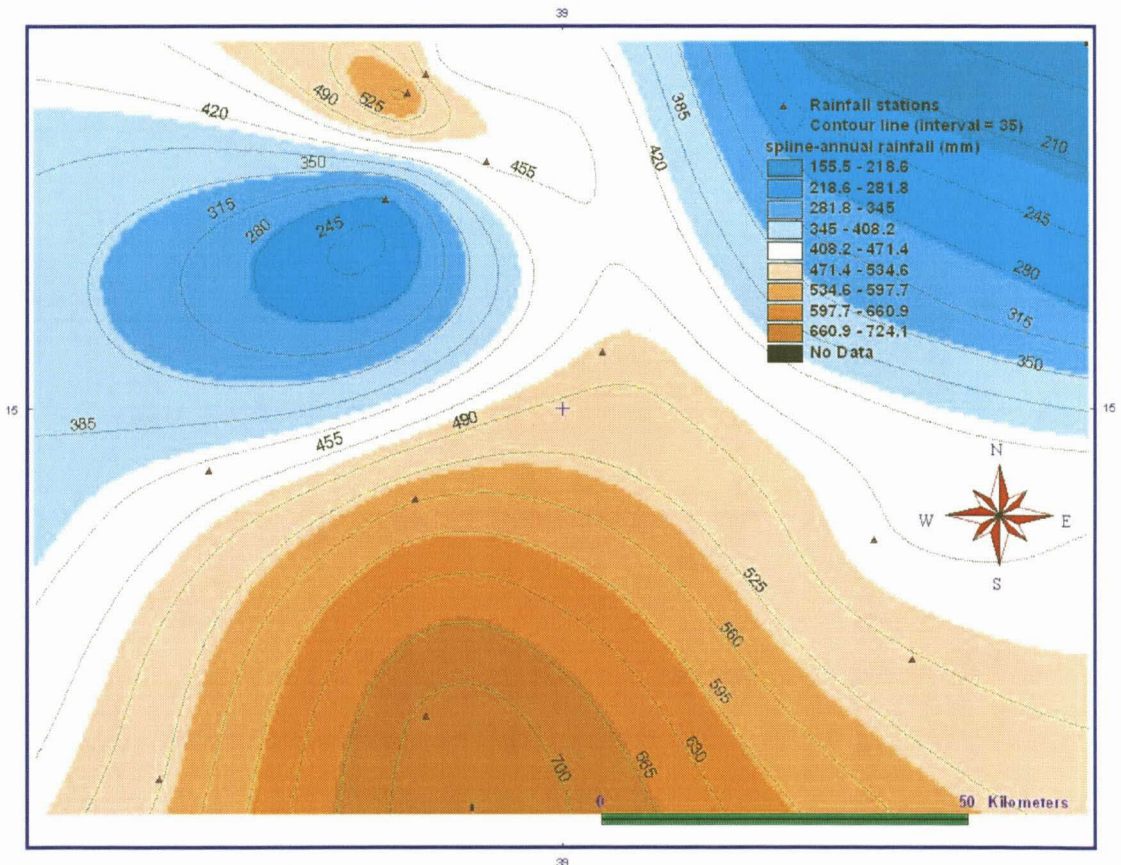 39
490
525
420
350
455
315
280
245
385
420
Rainfall stations
Contour line (interval = 35)
spline-annual rainfall (mm)
155.5 - 218.6
218.6 - 281.8
281.8 - 345
345 - 408.2
408.2 - 471.4
471.4 - 534.6
534.6 - 597.7
597.7 - 660.9
660.9 - 724.1
No Data
210
245
280
315
350
15
15
385
455
490
N
W
E
S
525
560
595
630
665
700
0
50 Kilometers
39